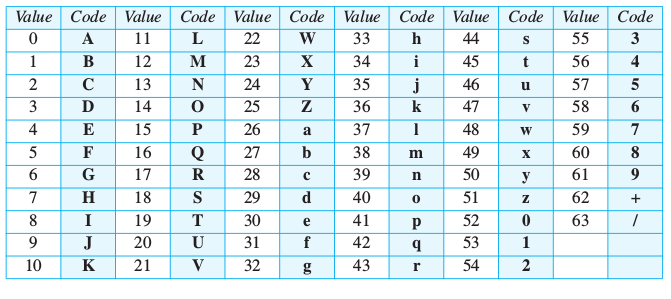 Value Code Value Code Value Code Value Code Value Code Value Code
0 A 11 L 22 W 33 h 44 s 55 3
1 B 12 M 23 X 34 i 45 t 56 4
2 C 13 N 24 Y 35 j 46 u 57 5
3 D 14 O 25 Z 36 k 47 v 58 6
4 E 15 P 26 a 37 l 48 w 59 7
5 F 16 Q 27 b 38 m 49 x 60 8
6 G 17 R 28 c 39 n 50 y 61 9
7 H 18 S 29 d 40 o 51 z 62 +
8 I 19 T 30 e 41 p 52 0 63 /
9 J 20 U 31 f 42 q 53 1
10 K 21 V 32 g 43 r 54 2